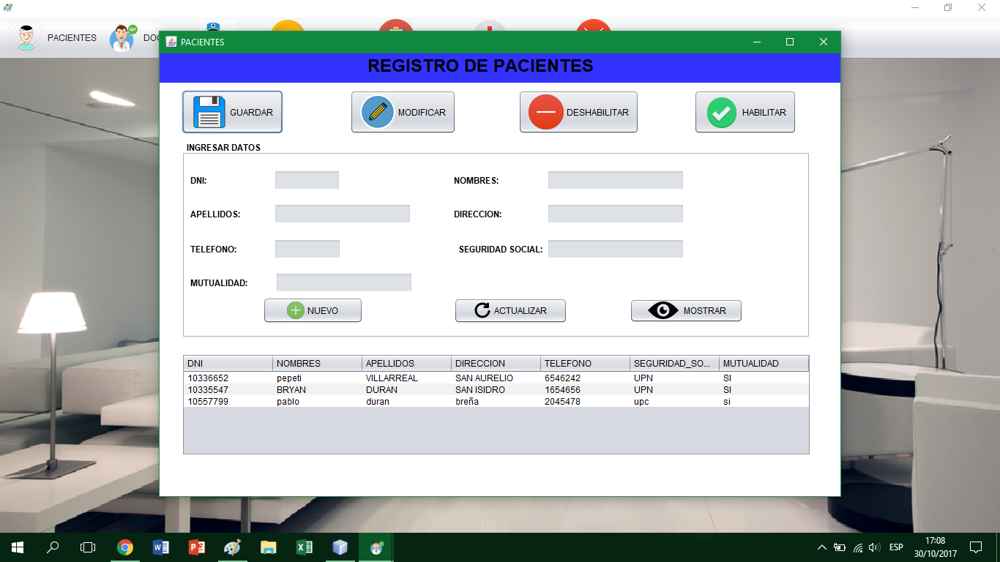 PACIENTES
PACIENTES
REGISTRO DE PACIENTES
GUARDAR MODIFICAR DESHABILITAR HABILITAR
INGRESAR DATOS
DNI: NOMBRES:
APELLIDOS: DIRECCION:
TELEFONO: SEGURIDAD SOCIAL:
MUTUALIDAD:
NUEVO ACTUALIZAR MOSTRAR
DNI NOMBRES APELLIDOS DIRECCION TELEFONO SEGURIDAD_SO... MUTUALIDAD
10336652 pepeti VILLARREAL SAN AURELIO 6546242 UPN SI
10335547 BRYAN DURAN SAN ISIDRO 1654656 UPN SI
10557799 pablo duran breña 2045478 upc si
ESP
17:08
30/10/2017